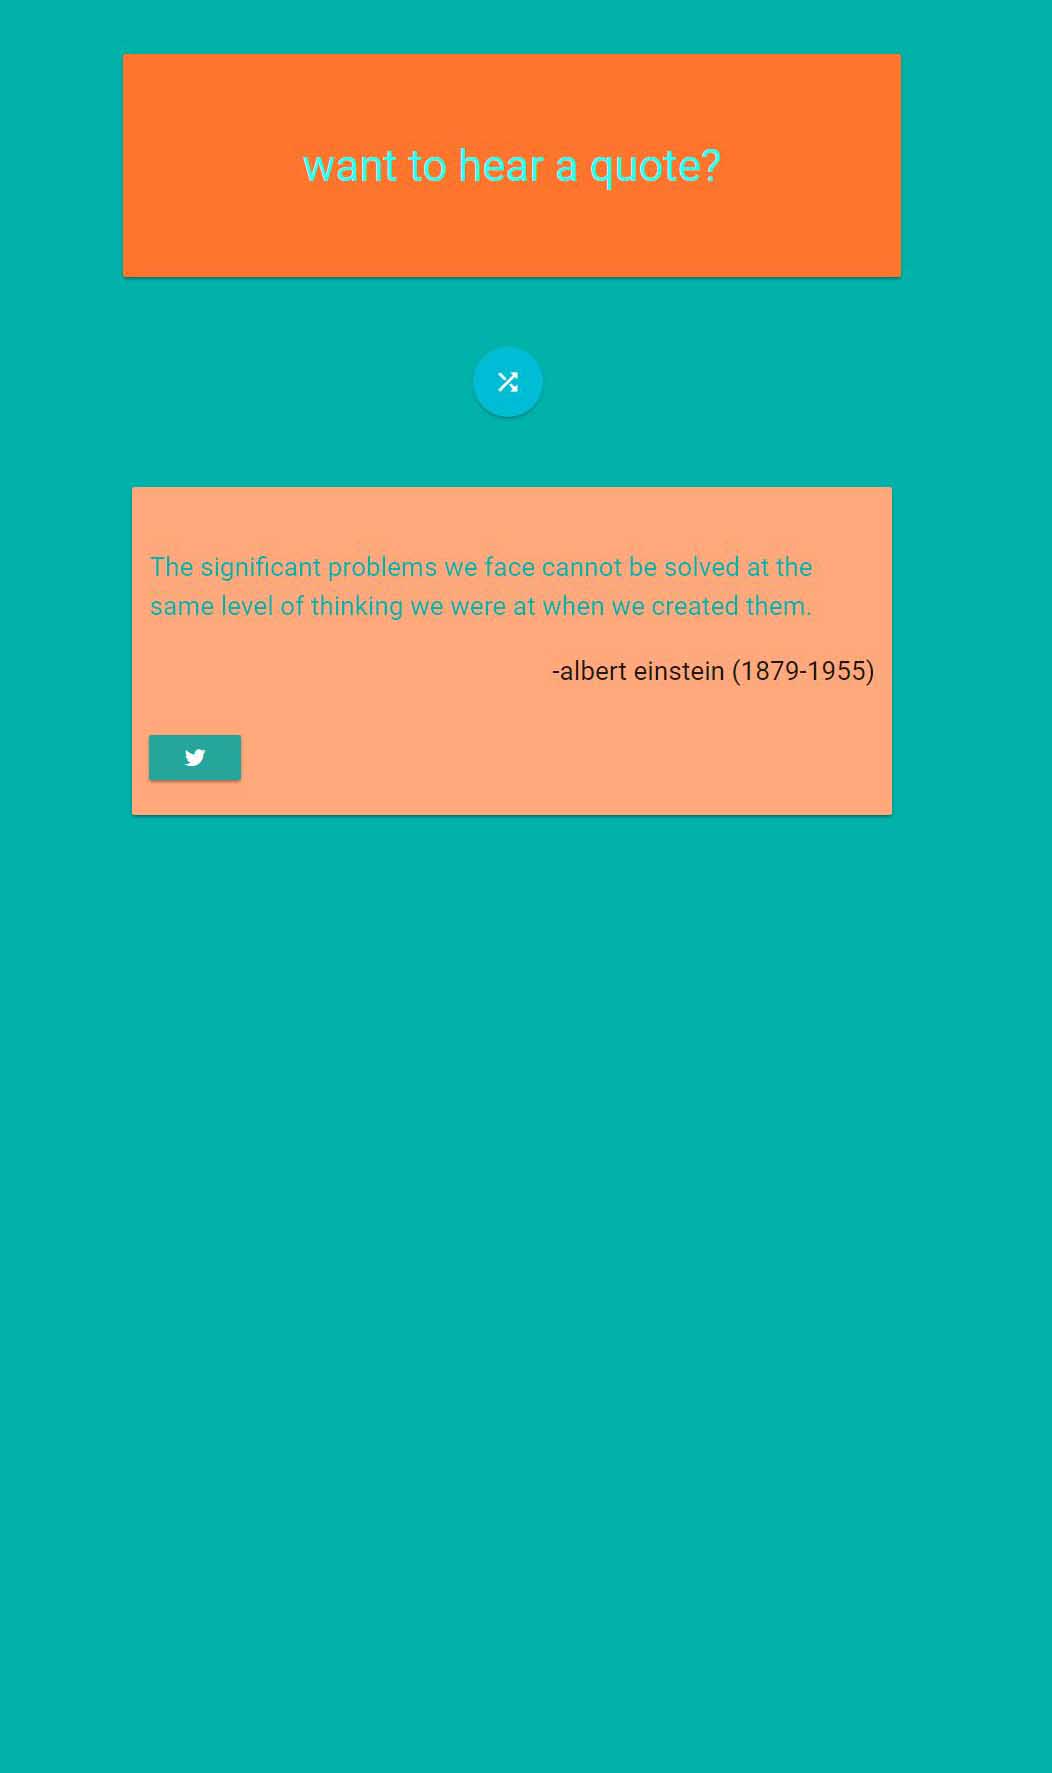 want to hear a quote?
The significant problems we face cannot be solved at the
same level of thinking we were at when we created them.
-albert einstein (1879-1955)